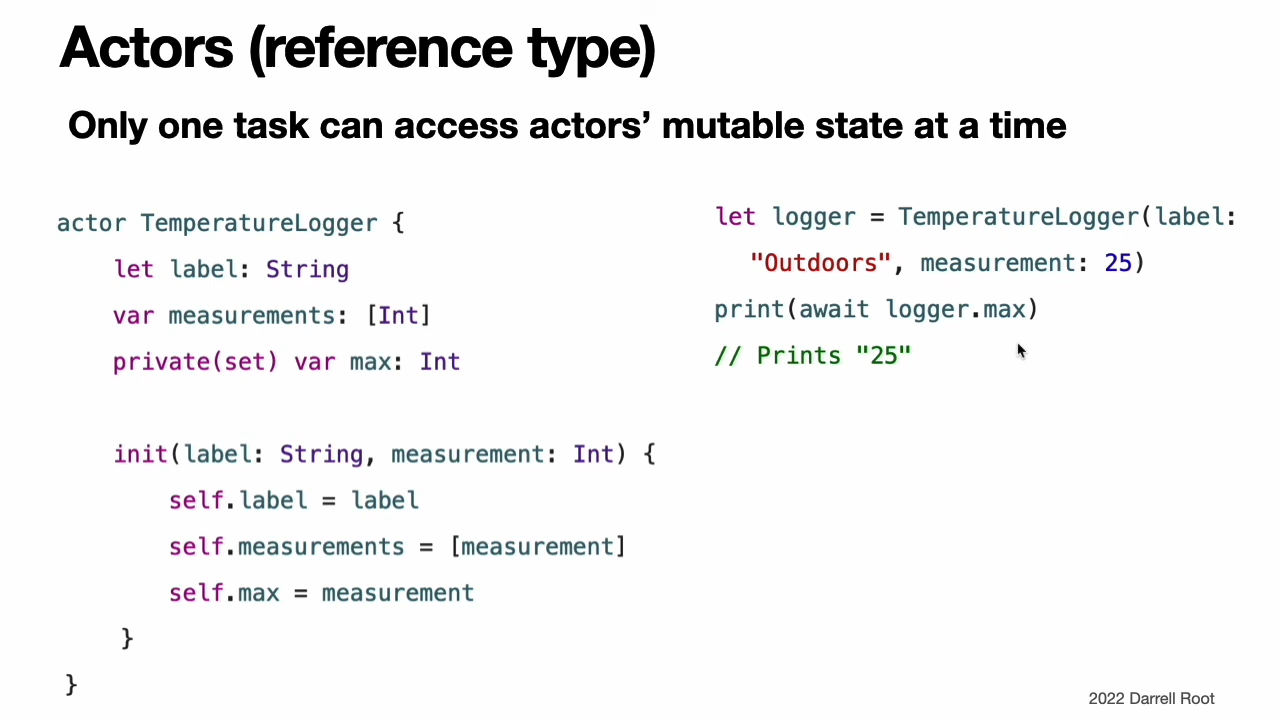 Actors (reference type)
Only one task can access actors’ mutable state at a time
actor TemperatureLogger {
let label: String
var measurements: [Int]
private(set) var max: Int
init(label: String, measurement: Int) {
self.label = label
self.measurements = [measurement]
self.max = measurement
}
}
let logger = TemperatureLogger(label:
"Outdoors", measurement: 25)
print(await logger.max)
// Prints "25"
2022 Darrell Root